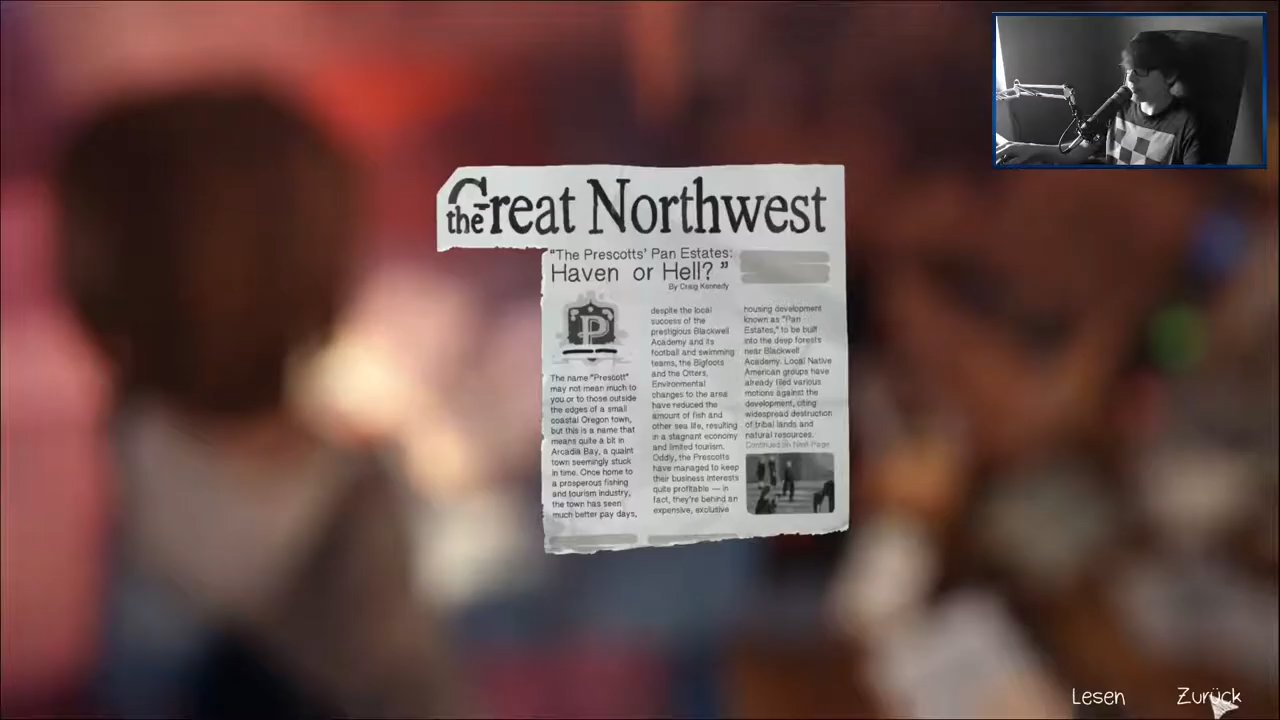 the Great Northwest
"The Prescotts' Pan Estates:
Haven or Hell?"
By Craig Kennedy
P
The name "Prescott"
may not mean much to
you or to those outside
the edges of a small
coastal Oregon town,
but this is a name that
means quite a bit in
Arcadia Bay, a quaint
town seemingly stuck
in time. Once home to
a prosperous fishing
and tourism industry,
the town has seen
much better pay days,
despite the local
success of the
prestigious Blackwell
Academy and its
football and swimming
teams, the Bigfoots
and the Otters.
Environmental
changes to the area
have reduced the
amount of fish and
other sea life, resulting
in a stagnant economy
and limited tourism.
Oddly, the Prescotts
have managed to keep
their business interests
quite profitable — in
fact, they're behind an
expensive, exclusive
housing development
known as "Pan
Estates," to be built
into the deep forests
near Blackwell
Academy. Local Native
American groups have
already filed various
motions against the
development, citing
widespread destruction
of tribal lands and
natural resources.
Continued on Next Page
Lesen
Zurück